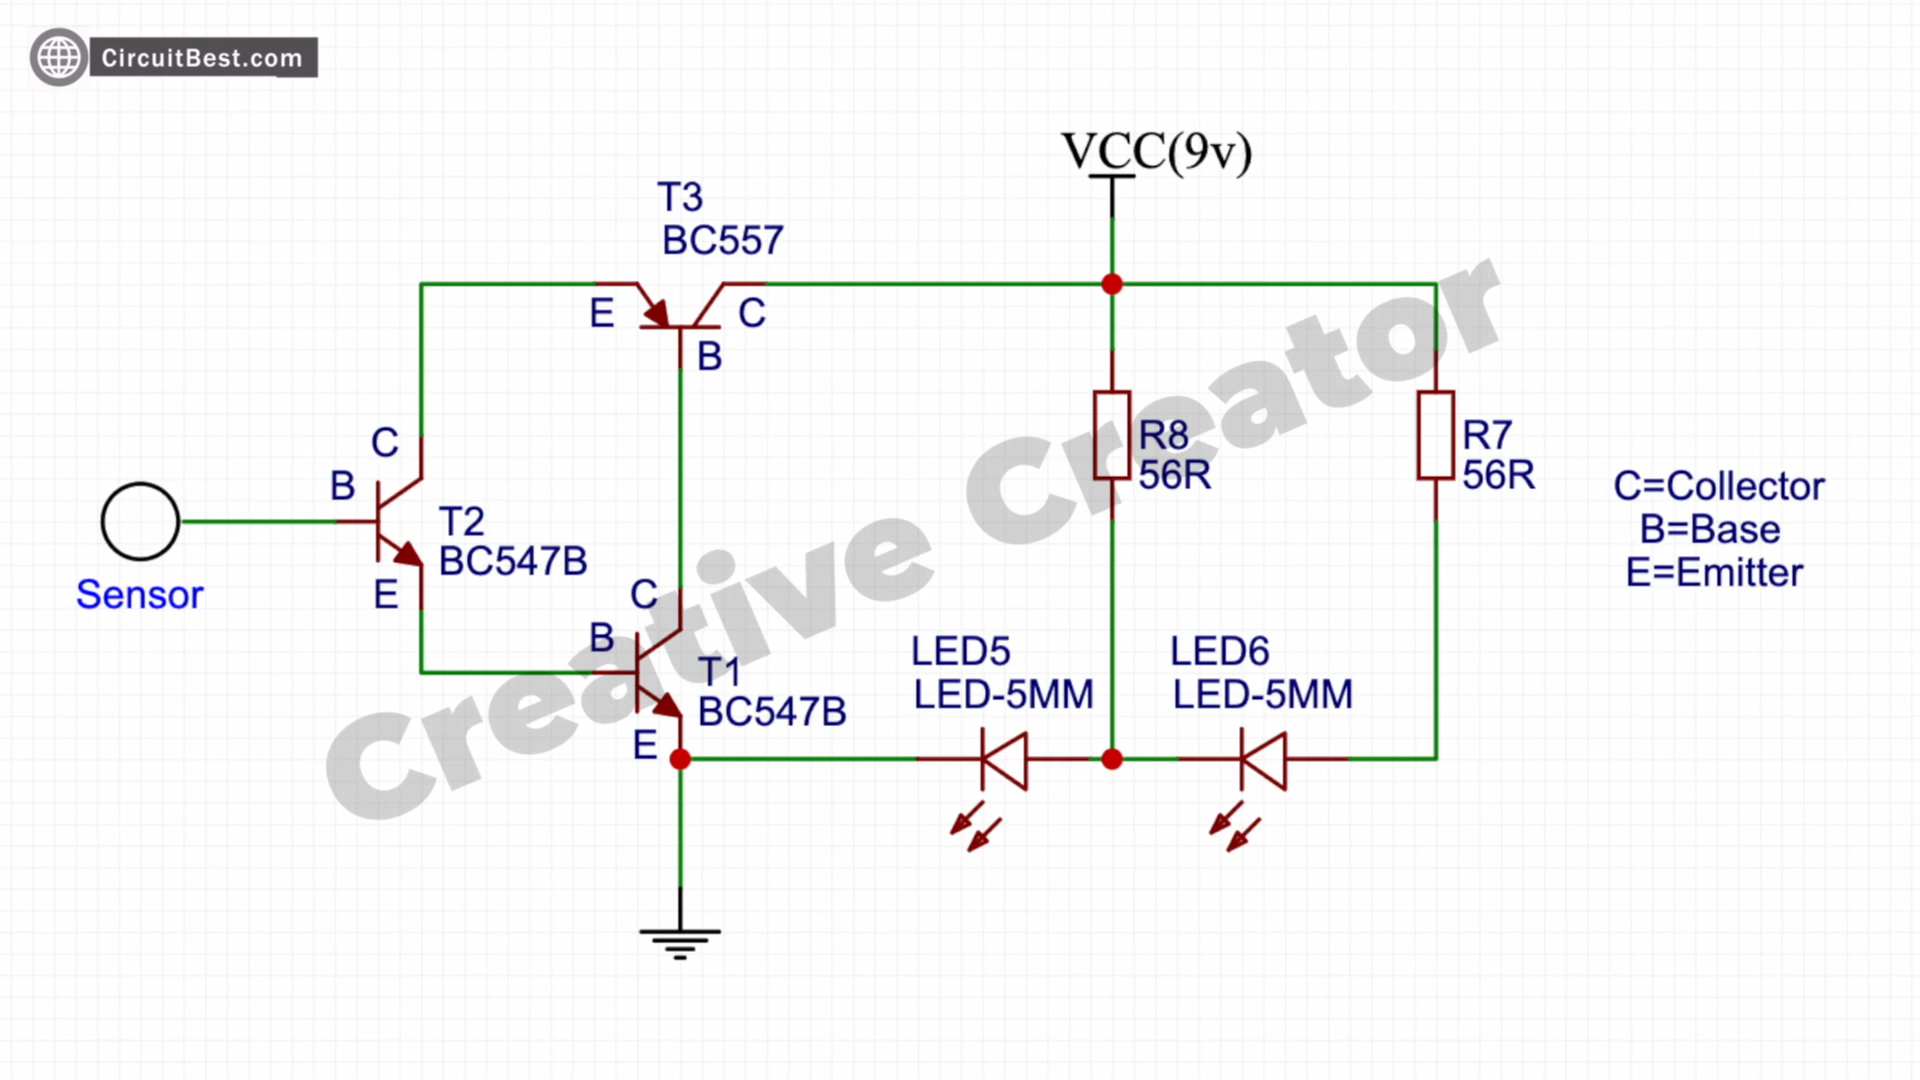 CircuitBest.com
VCC(9v)
T3
BC557
E
C
B
C
B
T2
BC547B
E
Sensor
C
B
T1
BC547B
E
R8
56R
R7
56R
C=Collector
B=Base
E=Emitter
LED5
LED-5MM
LED6
LED-5MM
Creative Creator